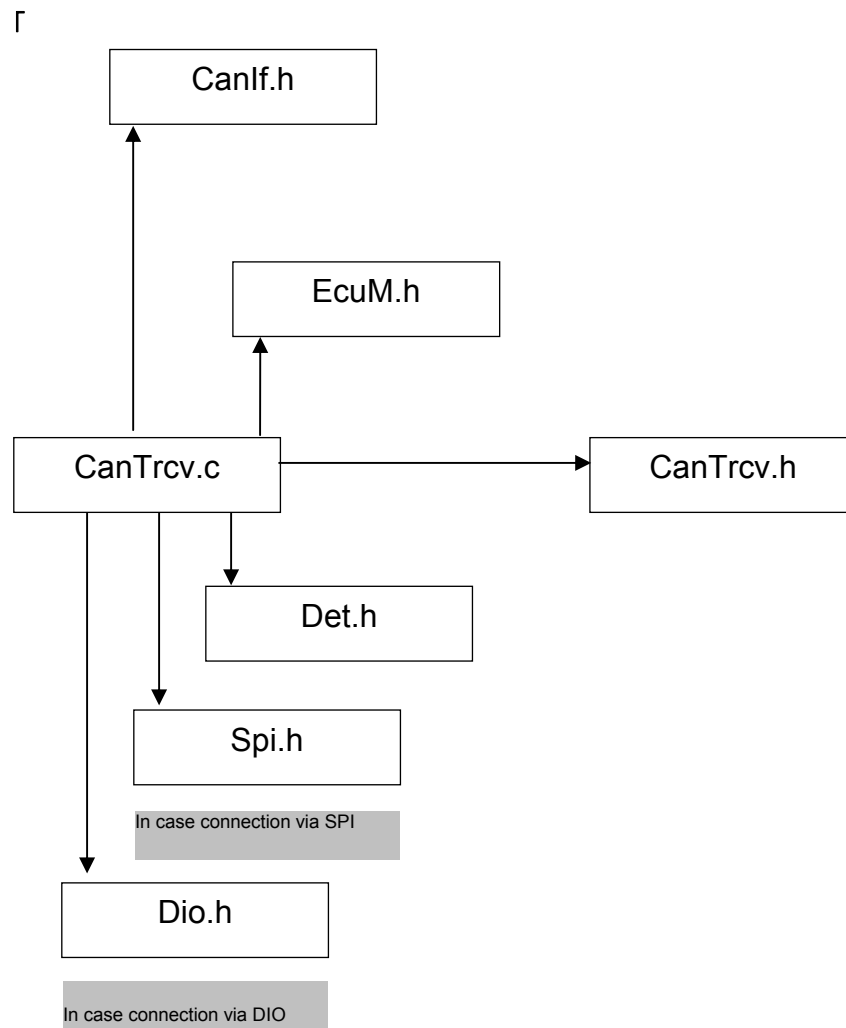 ⌈
CanIf.h
EcuM.h
CanTrcv.c
CanTrcv.h
Det.h
Spi.h
In case connection via SPI
Dio.h
In case connection via DIO